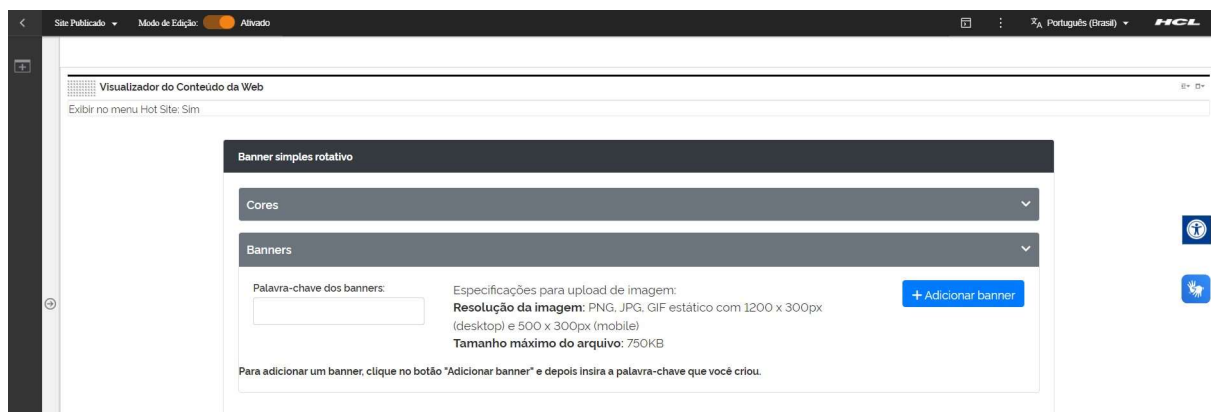 Site Publicado
Modo de Edição:
Ativado
Português (Brasil)
HCL
Visualizador do Conteúdo da Web
Exibir no menu Hot Site: Sim
Banner simples rotativo
Cores
Banners
Palavra-chave dos banners:
Especificações para upload de imagem:
Resolução da imagem: PNG, JPG, GIF estático com 1200 x 300px
(desktop) e 500 x 300px (mobile)
Tamanho máximo do arquivo: 750KB
+ Adicionar banner
Para adicionar um banner, clique no botão "Adicionar banner" e depois insira a palavra-chave que você criou.